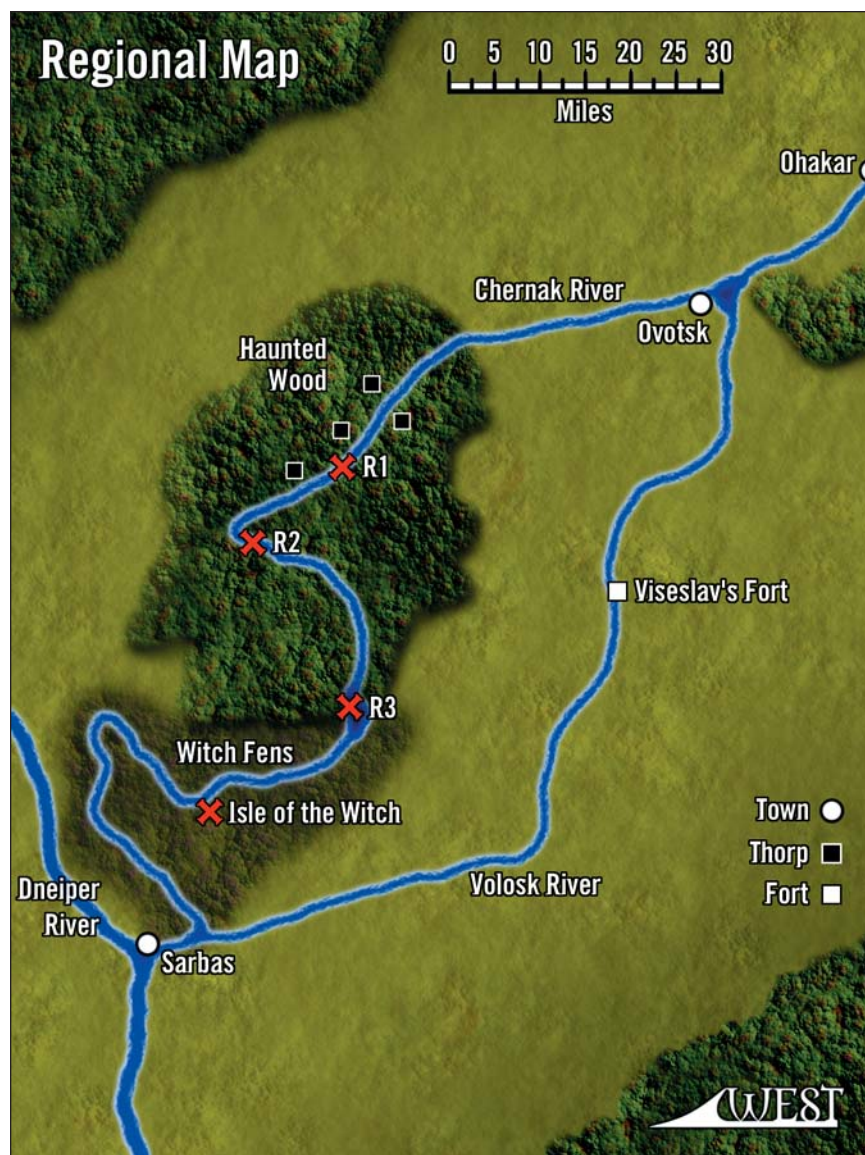 Regional Map
0 5 10 15 20 25 30
Miles
Ohakar
Chernak River
Ovotsk
Haunted
Wood
R1
R2
Viseslav's Fort
R3
Witch Fens
Isle of the Witch
Town
Thorp
Fort
Volosk River
Dneiper
River
Sarbas
WEST